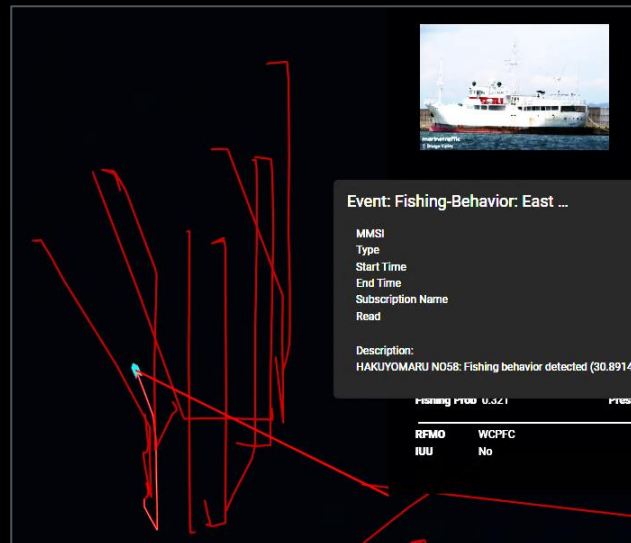 marinetraffic
Event: Fishing-Behavior: East ...
MMSI
Type
Start Time
End Time
Subscription Name
Read
Description:
HAKUYOMARU NO58: Fishing behavior detected (30.8914
Fishing Prob 0.321 Pres
RFMO WCPFC
IUU No